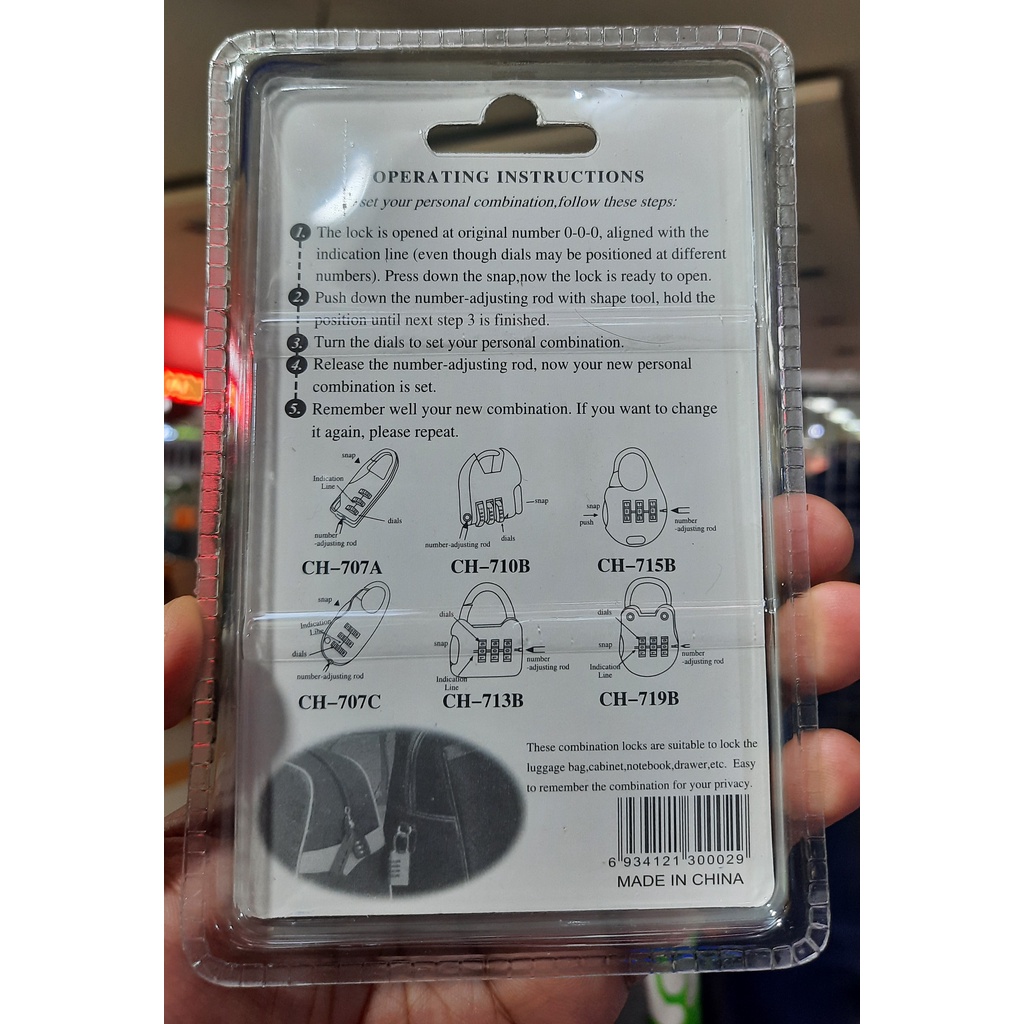 OPERATING INSTRUCTIONS
set your personal combination,follow these steps:
1. The lock is opened at original number 0-0-0, aligned with the
indication line (even though dials may be positioned at different
numbers). Press down the snap,now the lock is ready to open.
2. Push down the number-adjusting rod with shape tool, hold the
position until next step 3 is finished.
3. Turn the dials to set your personal combination.
4. Release the number-adjusting rod, now your new personal
combination is set.
5. Remember well your new combination. If you want to change
it again, please repeat.
snap
Indication
Line
dials
number
-adjusting rod
CH-707A
snap
dials
number-adjusting rod
CH-710B
snap
push
number
-adjusting rod
CH-715B
snap
Indication
Line
dials
number-adjusting rod
CH-707C
dials
snap
number
-adjusting rod
Indication
Line
CH-713B
dials
snap
number
-adjusting rod
Indication
Line
CH-719B
These combination locks are suitable to lock the
luggage bag,cabinet,notebook,drawer,etc. Easy
to remember the combination for your privacy.
6 934121 300029
MADE IN CHINA